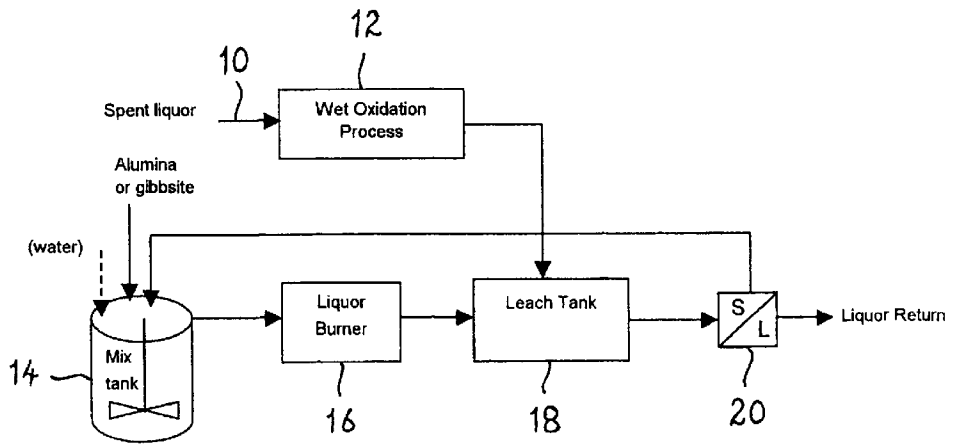 12
10
Spent liquor
Wet Oxidation
Process
Alumina
or gibbsite
(water)
Liquor
Burner
Leach Tank
S
L
Liquor Return
Mix
tank
14
16
18
20